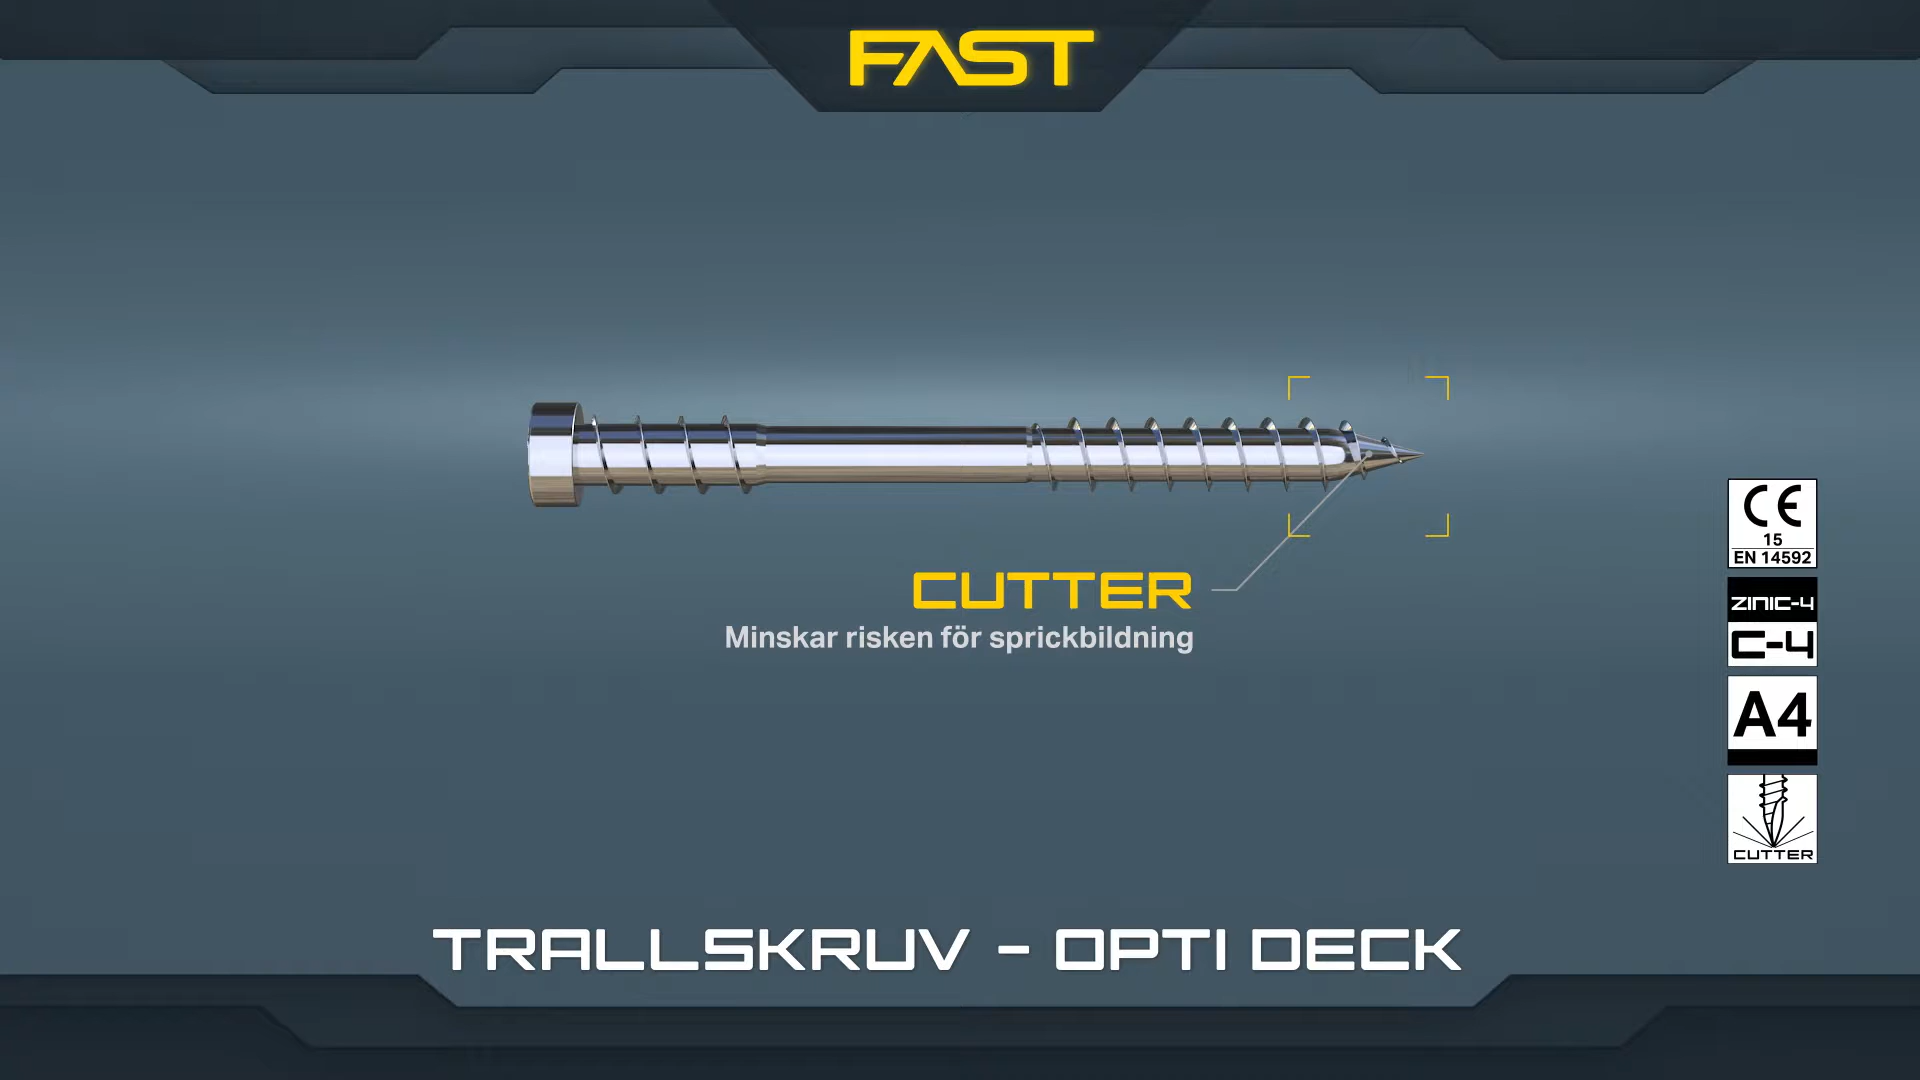 FAST
CUTTER
Minskar risken för sprickbildning
CE
15
EN 14592
ZINIC-4
C-4
A4
CUTTER
TRALLSKRUV - OPTI DECK